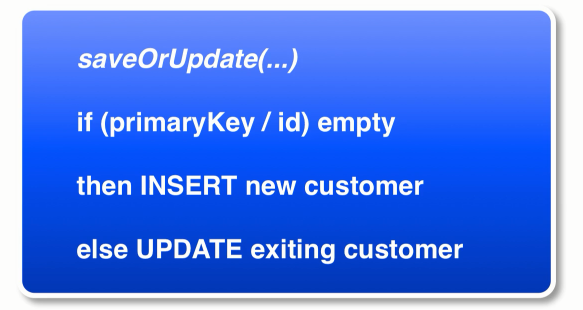 saveOrUpdate(...)
if (primaryKey / id) empty
then INSERT new customer
else UPDATE exiting customer